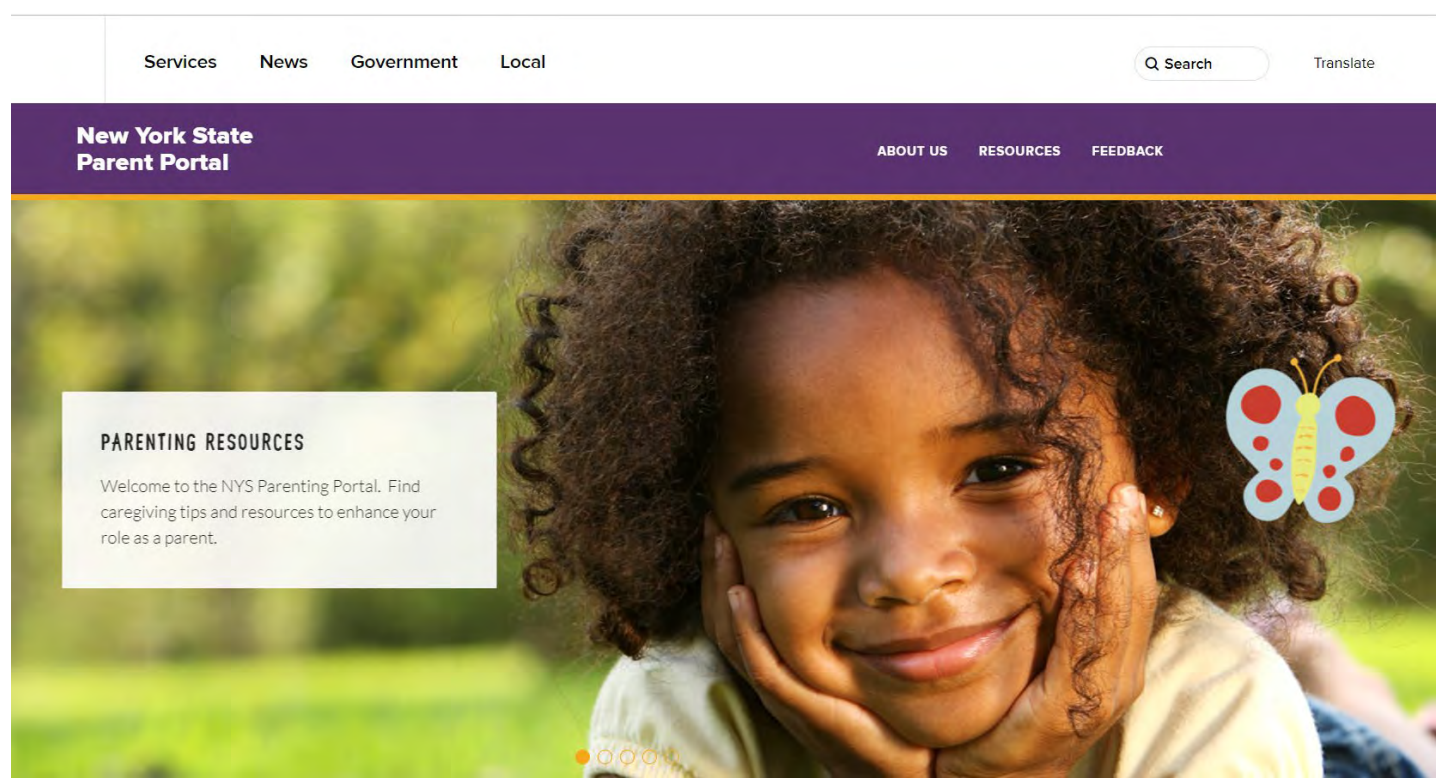 Services News Government Local Search Translate
New York State
Parent Portal
ABOUT US RESOURCES FEEDBACK
PARENTING RESOURCES
Welcome to the NYS Parenting Portal. Find
caregiving tips and resources to enhance your
role as a parent.